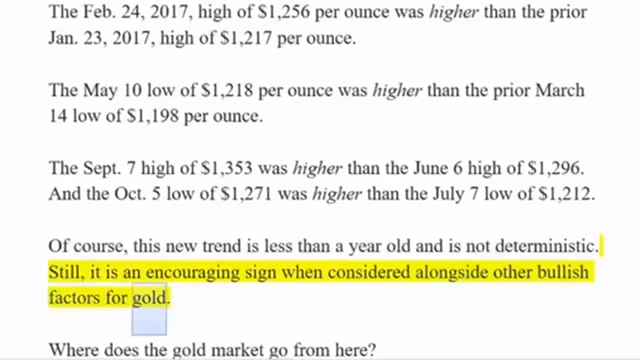 The Feb. 24, 2017, high of $1,256 per ounce was higher than the prior
Jan. 23, 2017, high of $1,217 per ounce.
The May 10 low of $1,218 per ounce was higher than the prior March
14 low of $1,198 per ounce.
The Sept. 7 high of $1,353 was higher than the June 6 high of $1,296.
And the Oct. 5 low of $1,271 was higher than the July 7 low of $1,212.
Of course, this new trend is less than a year old and is not deterministic.
Still, it is an encouraging sign when considered alongside other bullish
factors for gold.
Where does the gold market go from here?